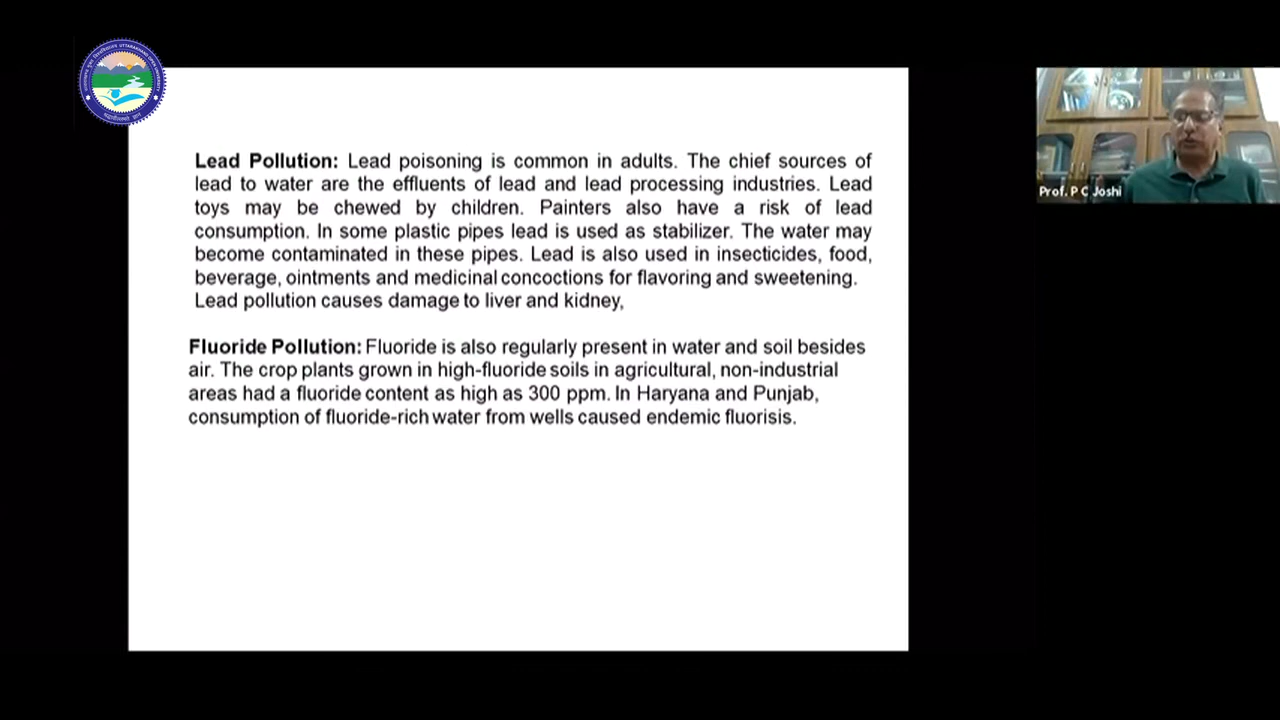 Lead Pollution: Lead poisoning is common in adults. The chief sources of
lead to water are the effluents of lead and lead processing industries. Lead
toys may be chewed by children. Painters also have a risk of lead
consumption. In some plastic pipes lead is used as stabilizer. The water may
become contaminated in these pipes. Lead is also used in insecticides, food,
beverage, ointments and medicinal concoctions for flavoring and sweetening.
Lead pollution causes damage to liver and kidney,
Fluoride Pollution: Fluoride is also regularly present in water and soil besides
air. The crop plants grown in high-fluoride soils in agricultural, non-industrial
areas had a fluoride content as high as 300 ppm. In Haryana and Punjab,
consumption of fluoride-rich water from wells caused endemic fluorisis.
Prof. P C Joshi